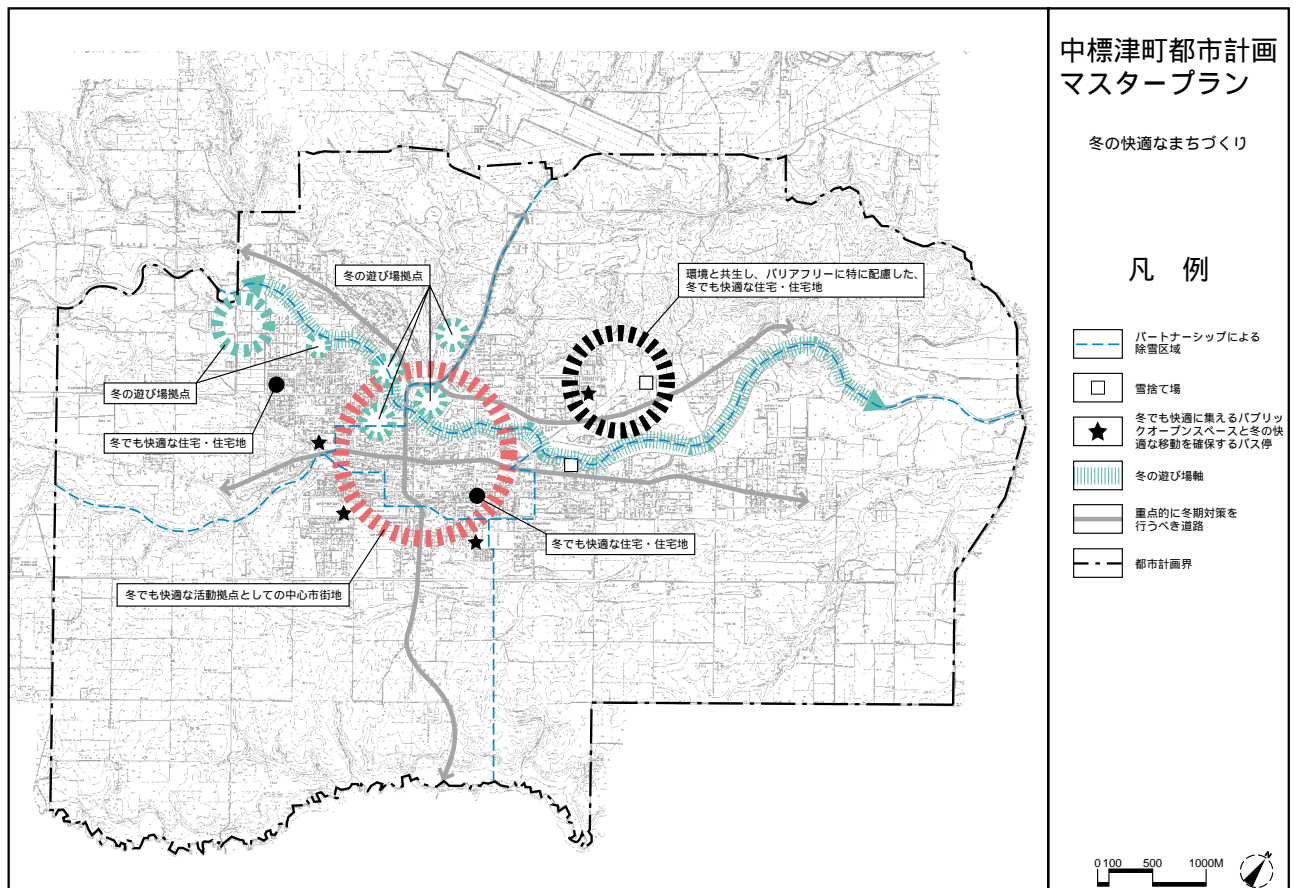 中標津町都市計画
マスタープラン
冬の快適なまちづくり
凡 例
パートナーシップによる
除雪区域
雪捨て場
冬でも快適に集えるパブリッ
クオープンスペースと冬の快
適な移動を確保するバス停
冬の遊び場軸
重点的に冬期対策を
行うべき道路
都市計画界
冬の遊び場拠点
環境と共生し、バリアフリーに特に配慮した、
冬でも快適な住宅・住宅地
冬の遊び場拠点
冬でも快適な住宅・住宅地
冬でも快適な住宅・住宅地
冬でも快適な活動拠点としての中心市街地
0 100 500 1000M
N